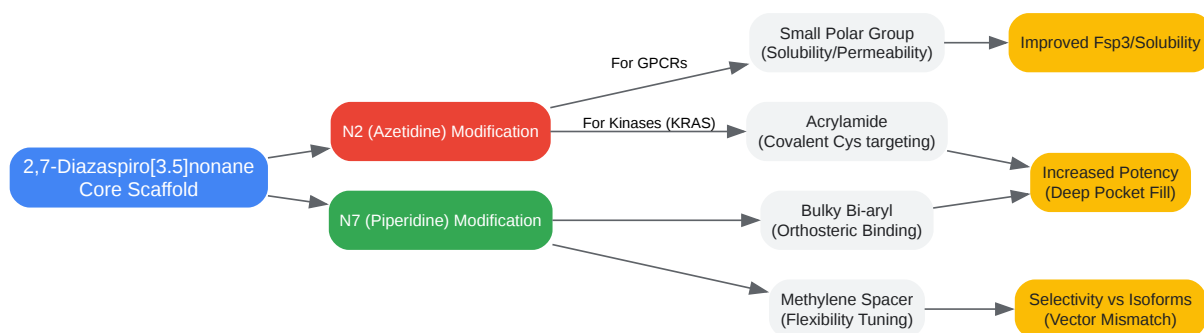 2,7-Diazaspiro[3.5]nonane
Core Scaffold
N2 (Azetidine) Modification
N7 (Piperidine) Modification
For GPCRs
For Kinases (KRAS)
Small Polar Group
(Solubility/Permeability)
Acrylamide
(Covalent Cys targeting)
Bulky Bi-aryl
(Orthosteric Binding)
Methylene Spacer
(Flexibility Tuning)
Improved Fsp3/Solubility
Increased Potency
(Deep Pocket Fill)
Selectivity vs Isoforms
(Vector Mismatch)